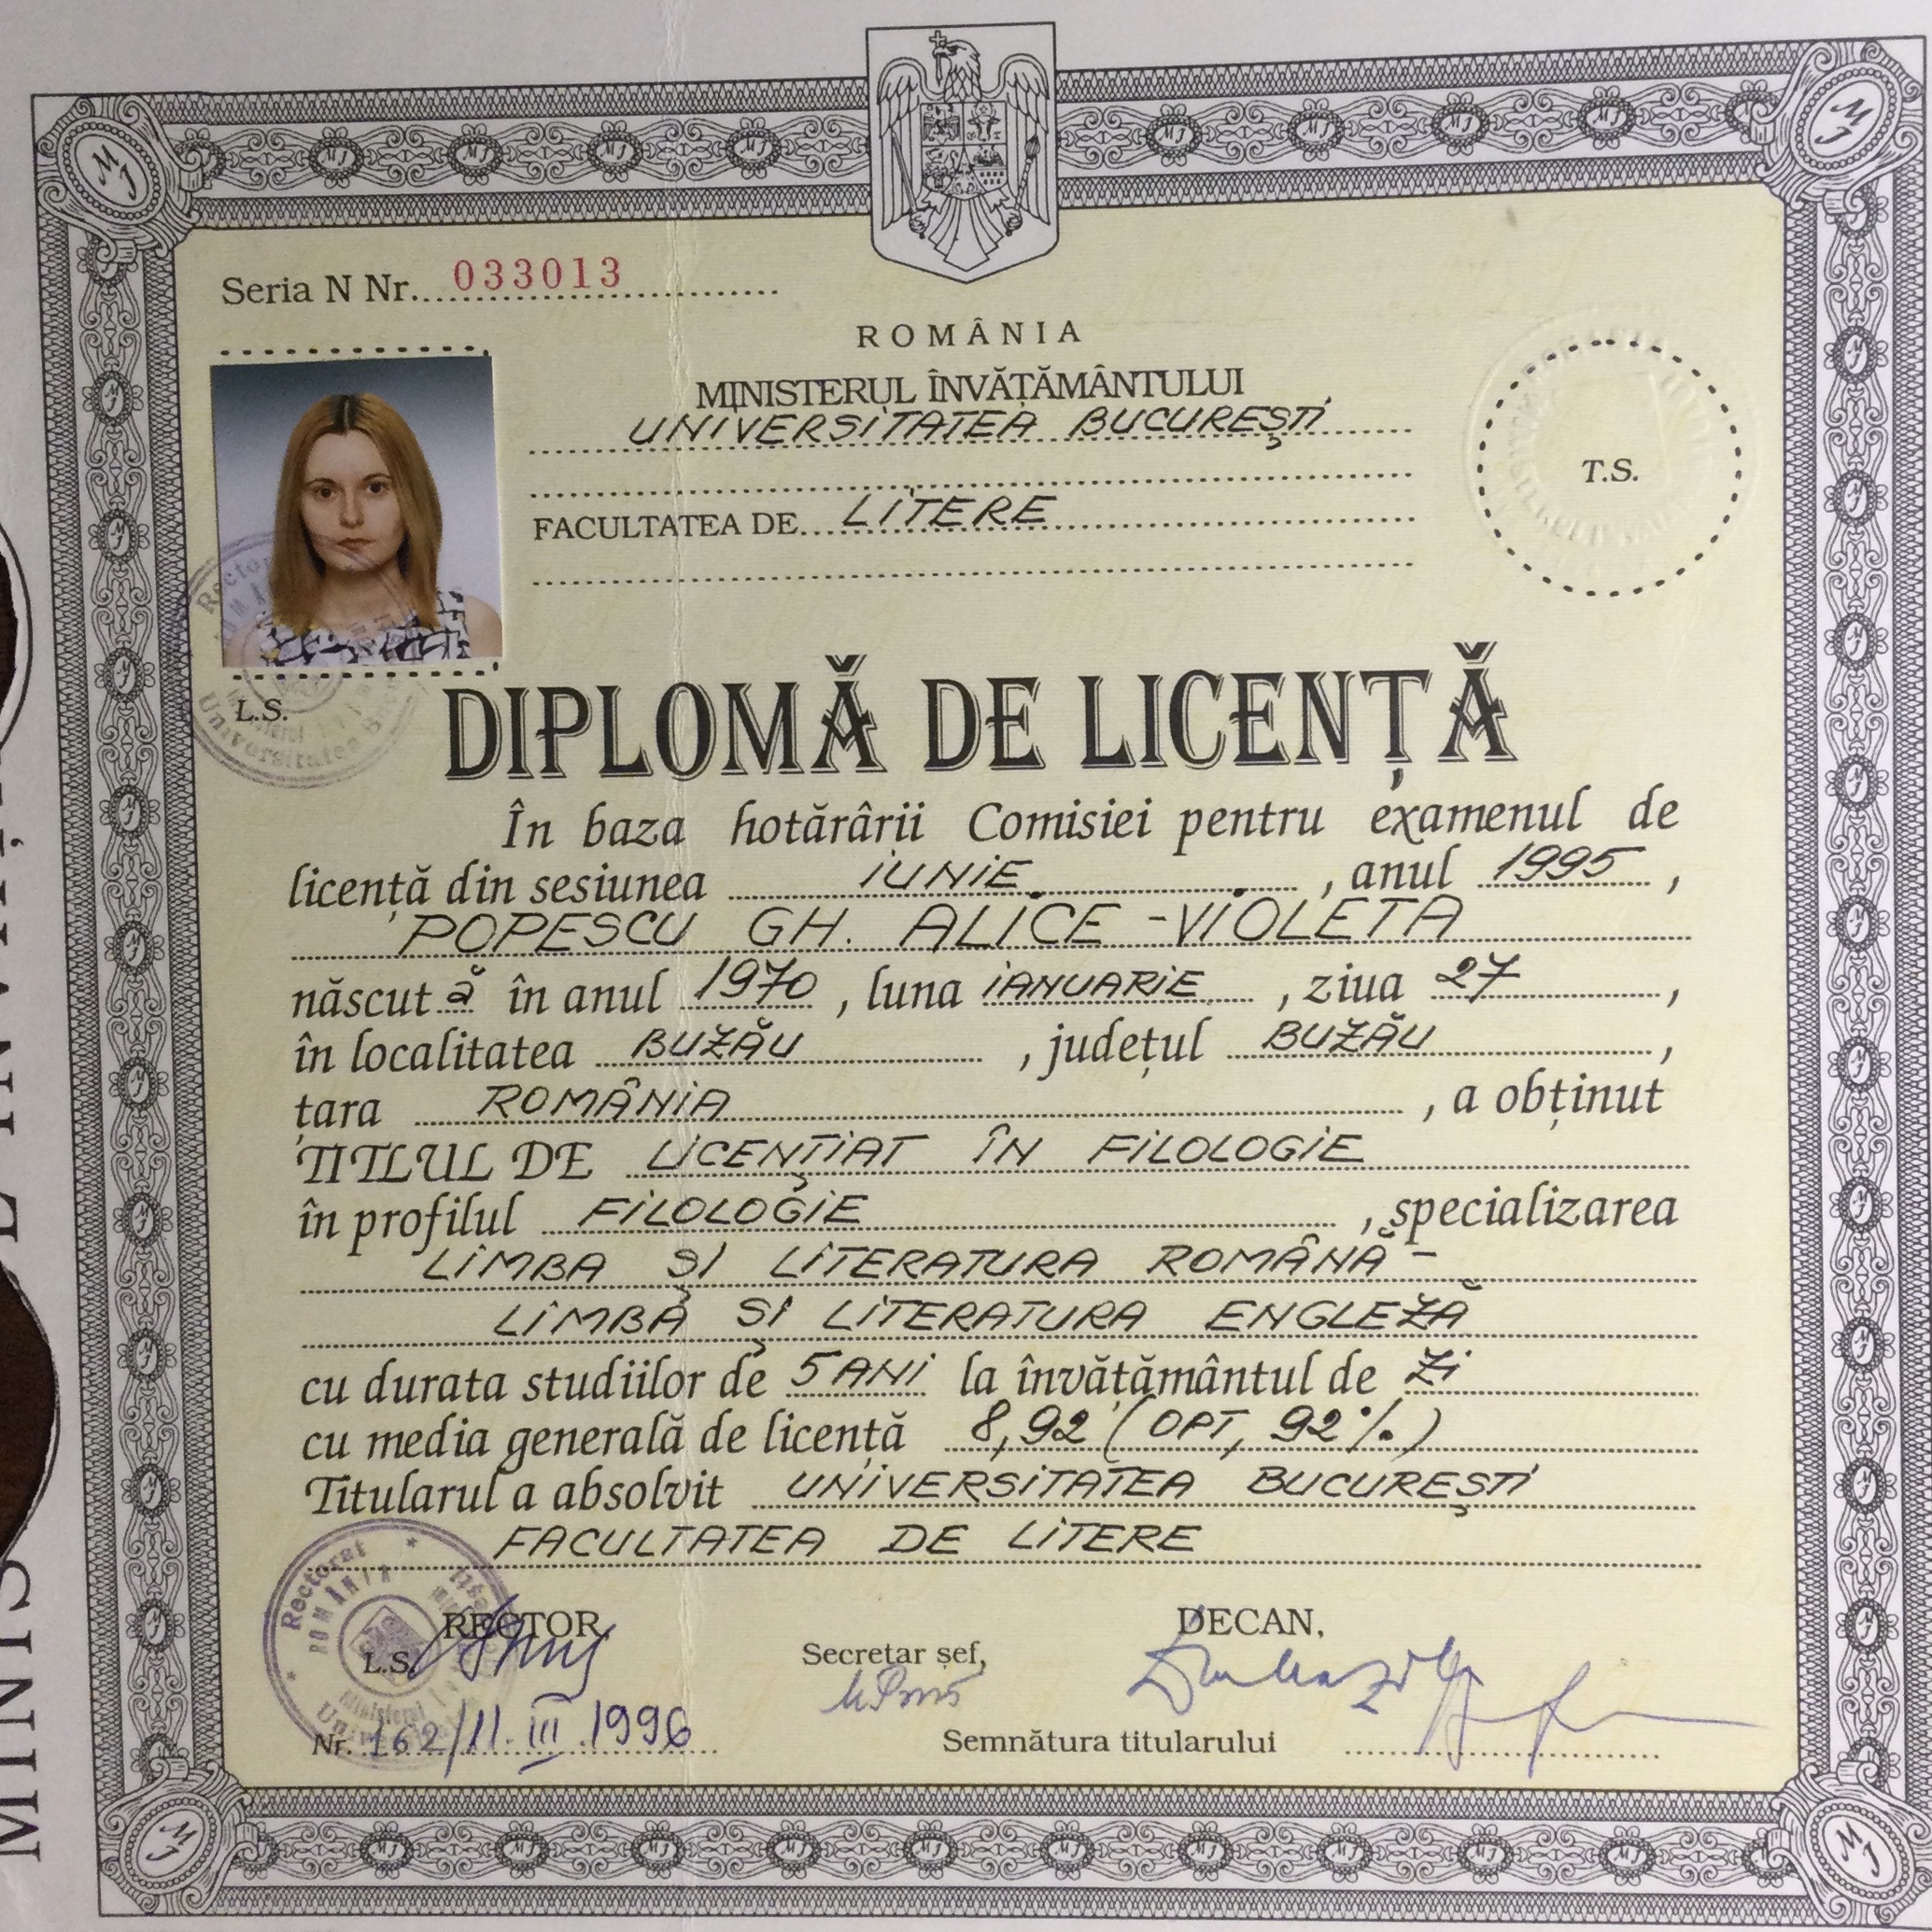 Seria N Nr. 033013
ROMÂNIA
MINISTERUL ÎNVĂȚĂMÂNTULUI
UNIVERSITATEA BUCUREȘTI
FACULTATEA DE LITERE
T.S.
L.S.
DIPLOMĂ DE LICENȚĂ
În baza hotărârii Comisiei pentru examenul de
licență din sesiunea IUNIE, anul 1995,
POPESCU GH. ALICE-VIOLETA
născut ă în anul 1970, luna IANUARIE, ziua 27,
în localitatea BUZĂU, județul BUZĂU,
țara ROMÂNIA, a obținut
TITLUL DE LICENȚIAT ÎN FILOLOGIE
în profilul FILOLOGIE, specializarea
LIMBA ȘI LITERATURA ROMÂNĂ -
LIMBA ȘI LITERATURA ENGLEZĂ
cu durata studiilor de 5 ANI la învățământul de ZI
cu media generală de licență 8,92 (OPT, 92%)
Titularul a absolvit UNIVERSITATEA BUCUREȘTI
FACULTATEA DE LITERE
RECTOR,
DECAN,
Secretar șef,
L.S.
Rectorat
ROMÂNIA
Nr. 162/11.III.1996
Semnătura titularului